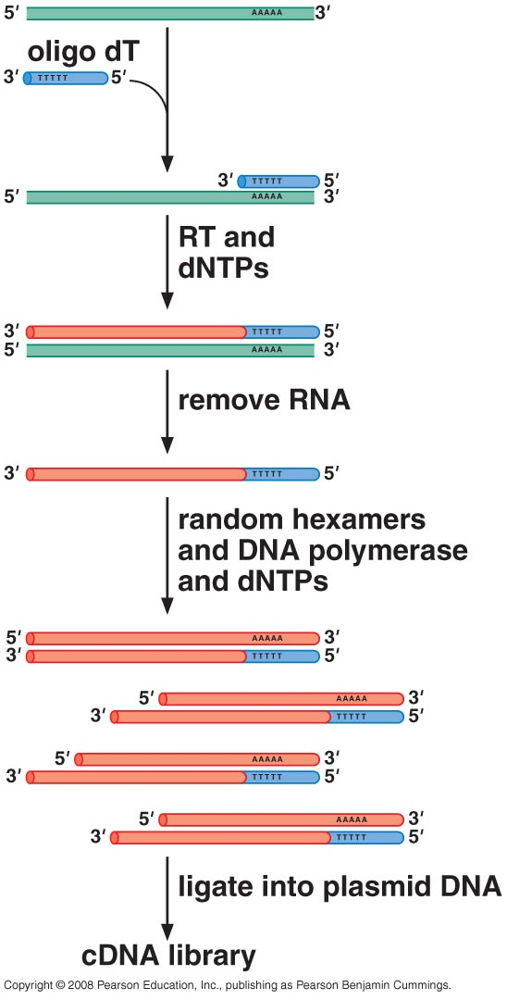 5′ AAAAA 3′
oligo dT
3′ TTTTT 5′
3′ TTTTT 5′
5′ AAAAA 3′
RT and
dNTPs
3′ TTTTT 5′
5′ AAAAA 3′
remove RNA
3′ TTTTT 5′
random hexamers
and DNA polymerase
and dNTPs
5′ AAAAA 3′
3′ TTTTT 5′
5′ AAAAA 3′
3′ TTTTT 5′
5′ AAAAA 3′
3′ TTTTT 5′
5′ AAAAA 3′
3′ TTTTT 5′
ligate into plasmid DNA
cDNA library
Copyright © 2008 Pearson Education, Inc., publishing as Pearson Benjamin Cummings.